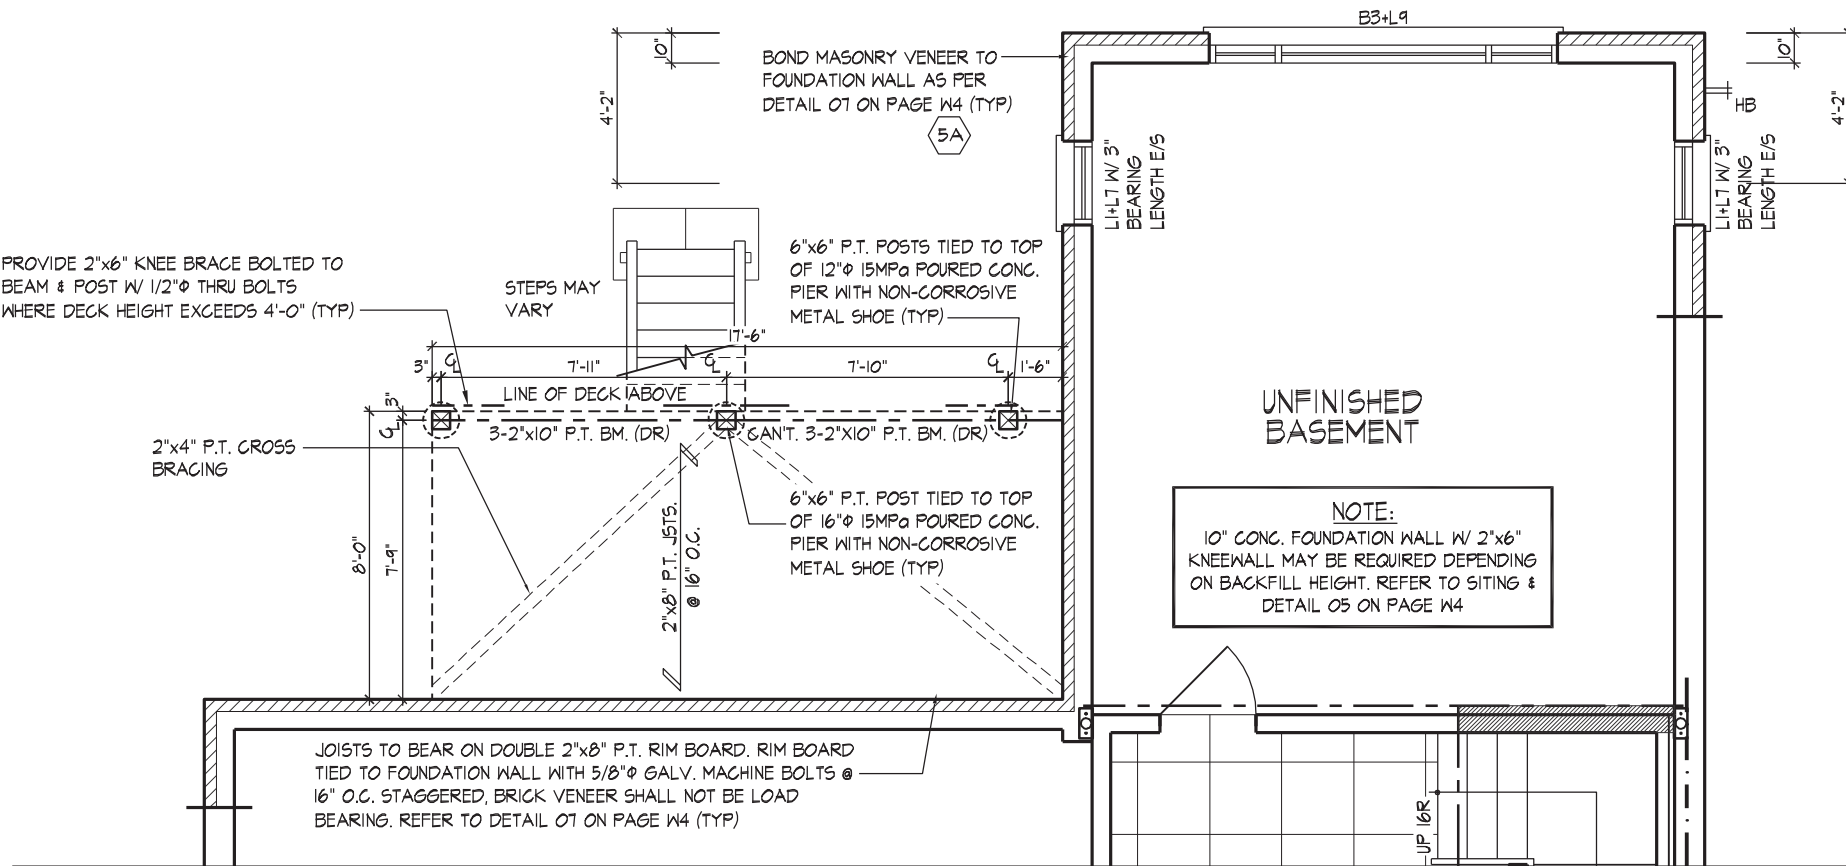 B3+L9
10"
4'-2"
BOND MASONRY VENEER TO
FOUNDATION WALL AS PER
DETAIL 07 ON PAGE W4 (TYP)
5A
10"
4'-2"
HB
L1+L7 W/ 3"
BEARING
LENGTH E/S
L1+L7 W/ 3"
BEARING
LENGTH E/S
PROVIDE 2"x6" KNEE BRACE BOLTED TO
BEAM & POST W/ 1/2"Φ THRU BOLTS
WHERE DECK HEIGHT EXCEEDS 4'-0" (TYP)
STEPS MAY
VARY
6"x6" P.T. POSTS TIED TO TOP
OF 12"Φ 15MPa POURED CONC.
PIER WITH NON-CORROSIVE
METAL SHOE (TYP)
17'-6"
3"
CL
7'-11"
CL
7'-10"
CL
1'-6"
LINE OF DECK ABOVE
3"
CL
3-2"x10" P.T. BM. (DR)
CAN'T. 3-2"X10" P.T. BM. (DR)
2"x4" P.T. CROSS
BRACING
8'-0"
7'-9"
2"x8" P.T. JSTS.
@ 16" O.C.
6"x6" P.T. POST TIED TO TOP
OF 16"Φ 15MPa POURED CONC.
PIER WITH NON-CORROSIVE
METAL SHOE (TYP)
UNFINISHED
BASEMENT
NOTE:
10" CONC. FOUNDATION WALL W/ 2"x6"
KNEEWALL MAY BE REQUIRED DEPENDING
ON BACKFILL HEIGHT. REFER TO SITING &
DETAIL 05 ON PAGE W4
JOISTS TO BEAR ON DOUBLE 2"x8" P.T. RIM BOARD. RIM BOARD
TIED TO FOUNDATION WALL WITH 5/8"Φ GALV. MACHINE BOLTS @
16" O.C. STAGGERED, BRICK VENEER SHALL NOT BE LOAD
BEARING. REFER TO DETAIL 07 ON PAGE W4 (TYP)
UP 16R